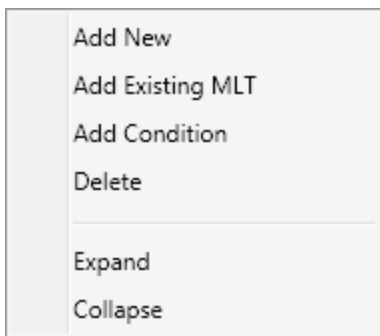 Add New
Add Existing MLT
Add Condition
Delete
Expand
Collapse